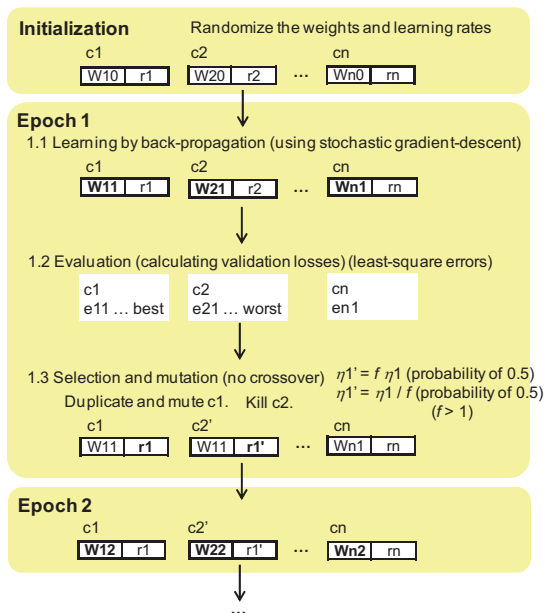 Initialization Randomize the weights and learning rates
c1 c2 cn
W10 r1 W20 r2 ... Wn0 rn
Epoch 1
1.1 Learning by back-propagation (using stochastic gradient-descent)
c1 c2 cn
W11 r1 W21 r2 ... Wn1 rn
1.2 Evaluation (calculating validation losses) (least-square errors)
c1 c2 cn
e11 ... best e21 ... worst en1
1.3 Selection and mutation (no crossover) η1' = f η1 (probability of 0.5)
Duplicate and mute c1. Kill c2. η1' = η1 / f (probability of 0.5)
(f > 1)
c1 c2' cn
W11 r1 W11 r1' ... Wn1 rn
Epoch 2
c1 c2' cn
W12 r1 W22 r1' ... Wn2 rn
...